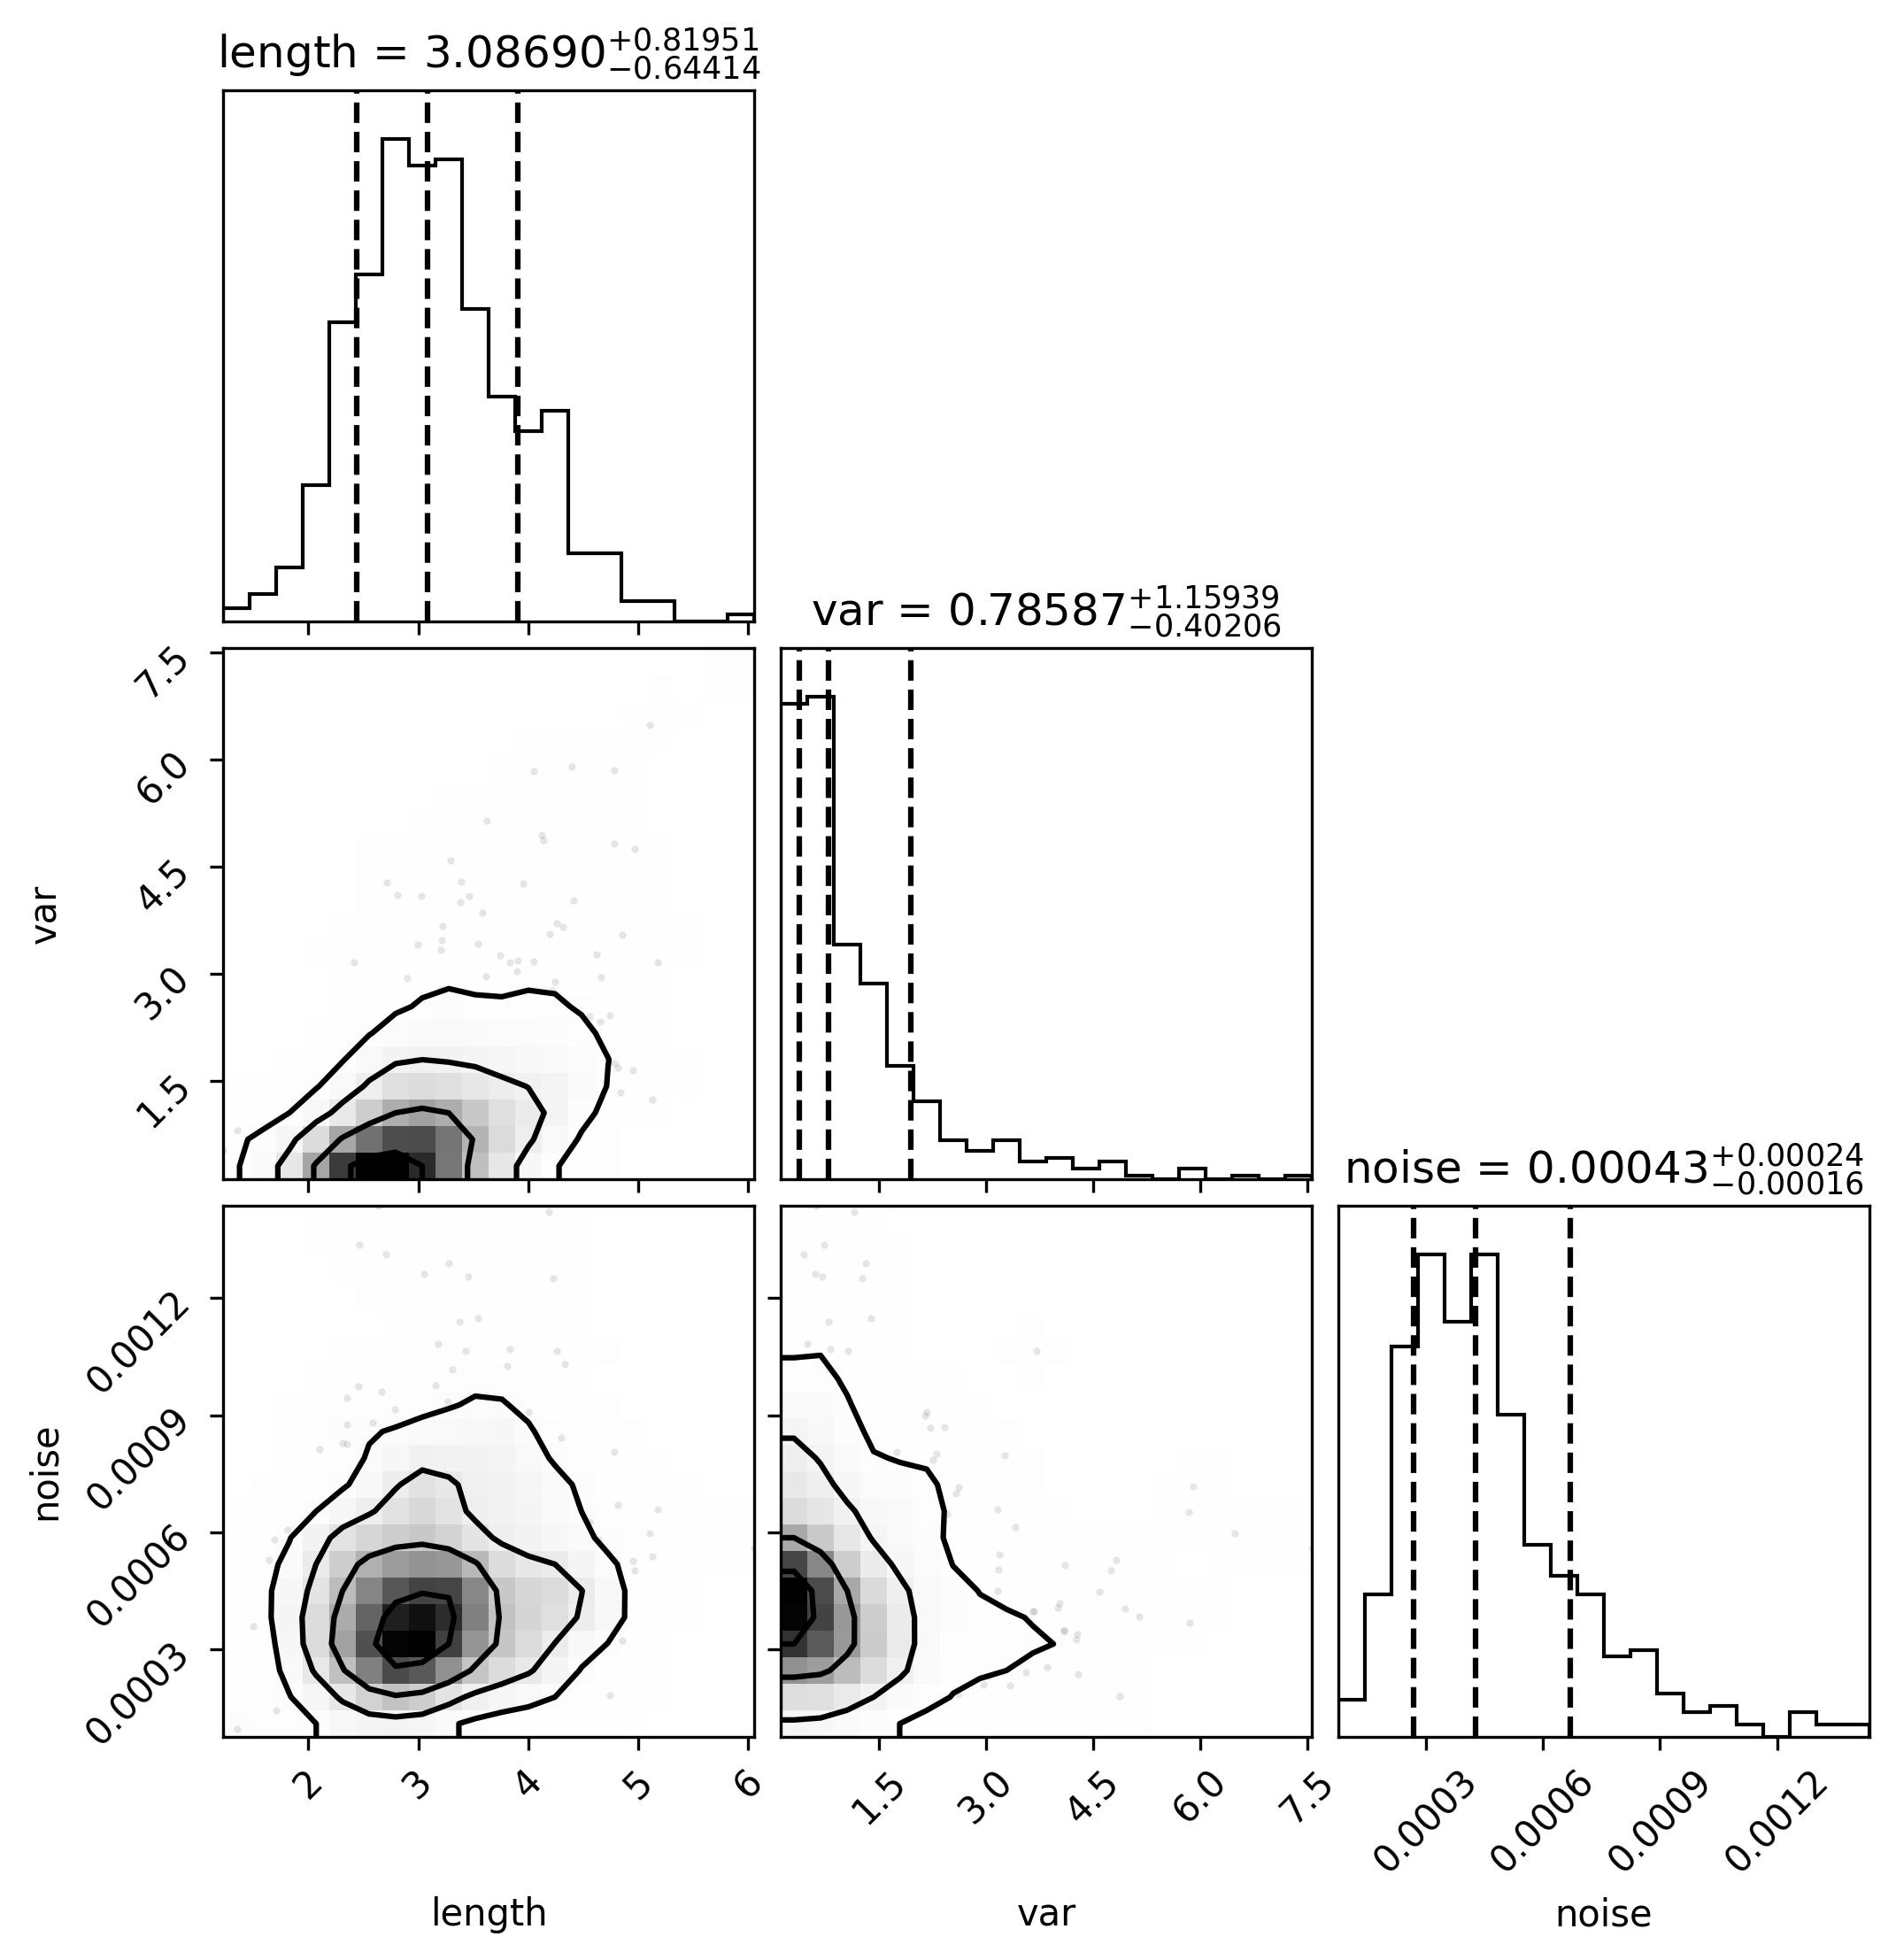 length = 3.08690+0.81951−0.64414
var = 0.78587+1.15939−0.40206
7.5
6.0
4.5
3.0
1.5
var
noise = 0.00043+0.00024−0.00016
0.0012
0.0009
0.0006
0.0003
noise
2 3 4 5 6 1.5 3.0 4.5 6.0 7.5 0.0003 0.0006 0.0009 0.0012
length var noise